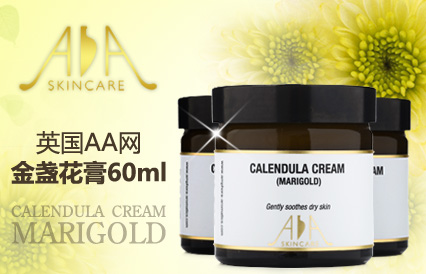 AA
SKINCARE
英国AA网
金盏花膏60ml
CALENDULA CREAM
MARIGOLD
CALENDULA CREAM
(MARIGOLD)
Gently soothes dry skin
AA
SKINCARE